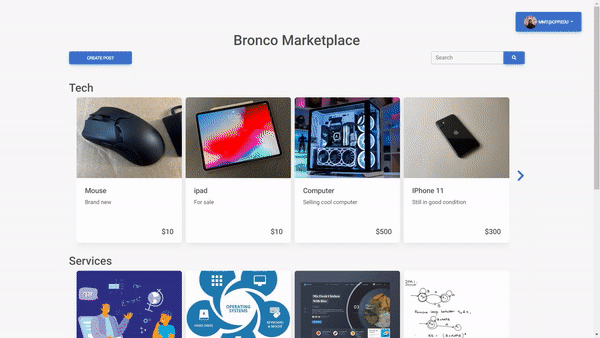 Bronco Marketplace
CREATE POST
Search
Tech
Mouse
Brand new
$10
ipad
For sale
$10
Computer
Selling cool computer
$500
IPhone 11
Still in good condition
$300
Services
OPERATING
SYSTEMS